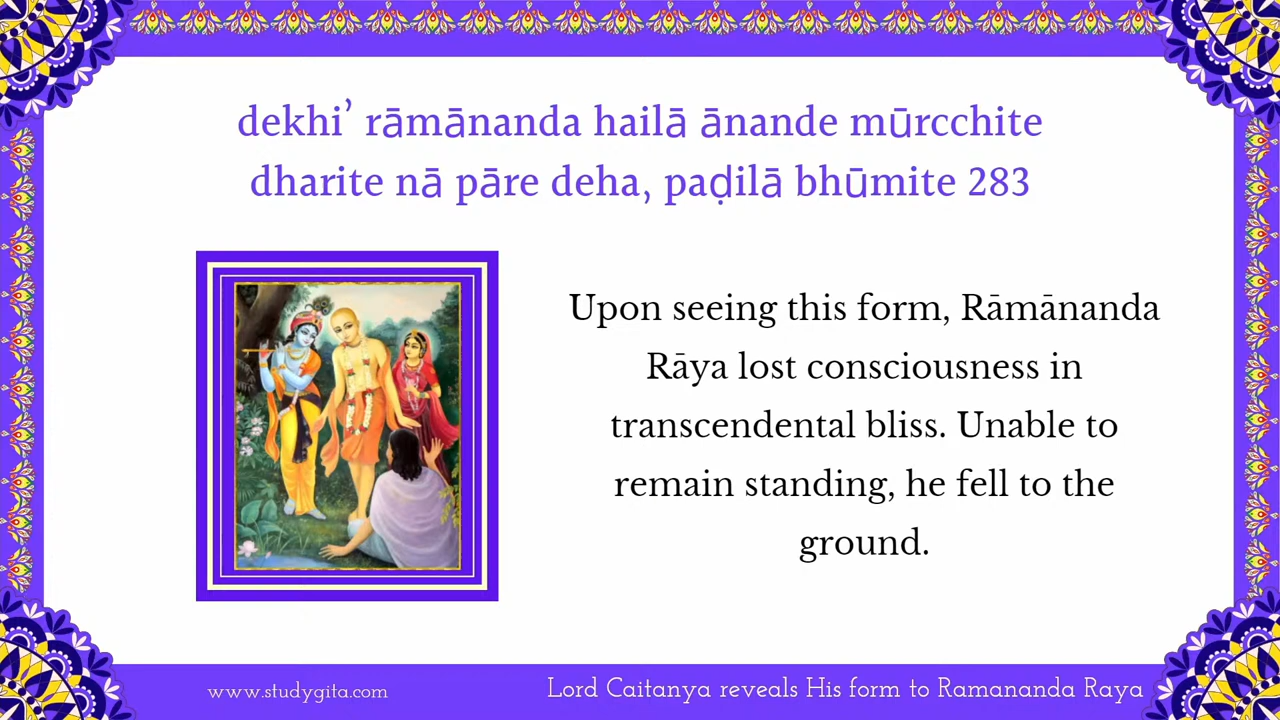 dekhi’ rāmānanda hailā ānande mūrcchite
dharite nā pāre deha, paḍilā bhūmite 283
Upon seeing this form, Rāmānanda
Rāya lost consciousness in
transcendental bliss. Unable to
remain standing, he fell to the
ground.
www.studygita.com
Lord Caitanya reveals His form to Ramananda Raya